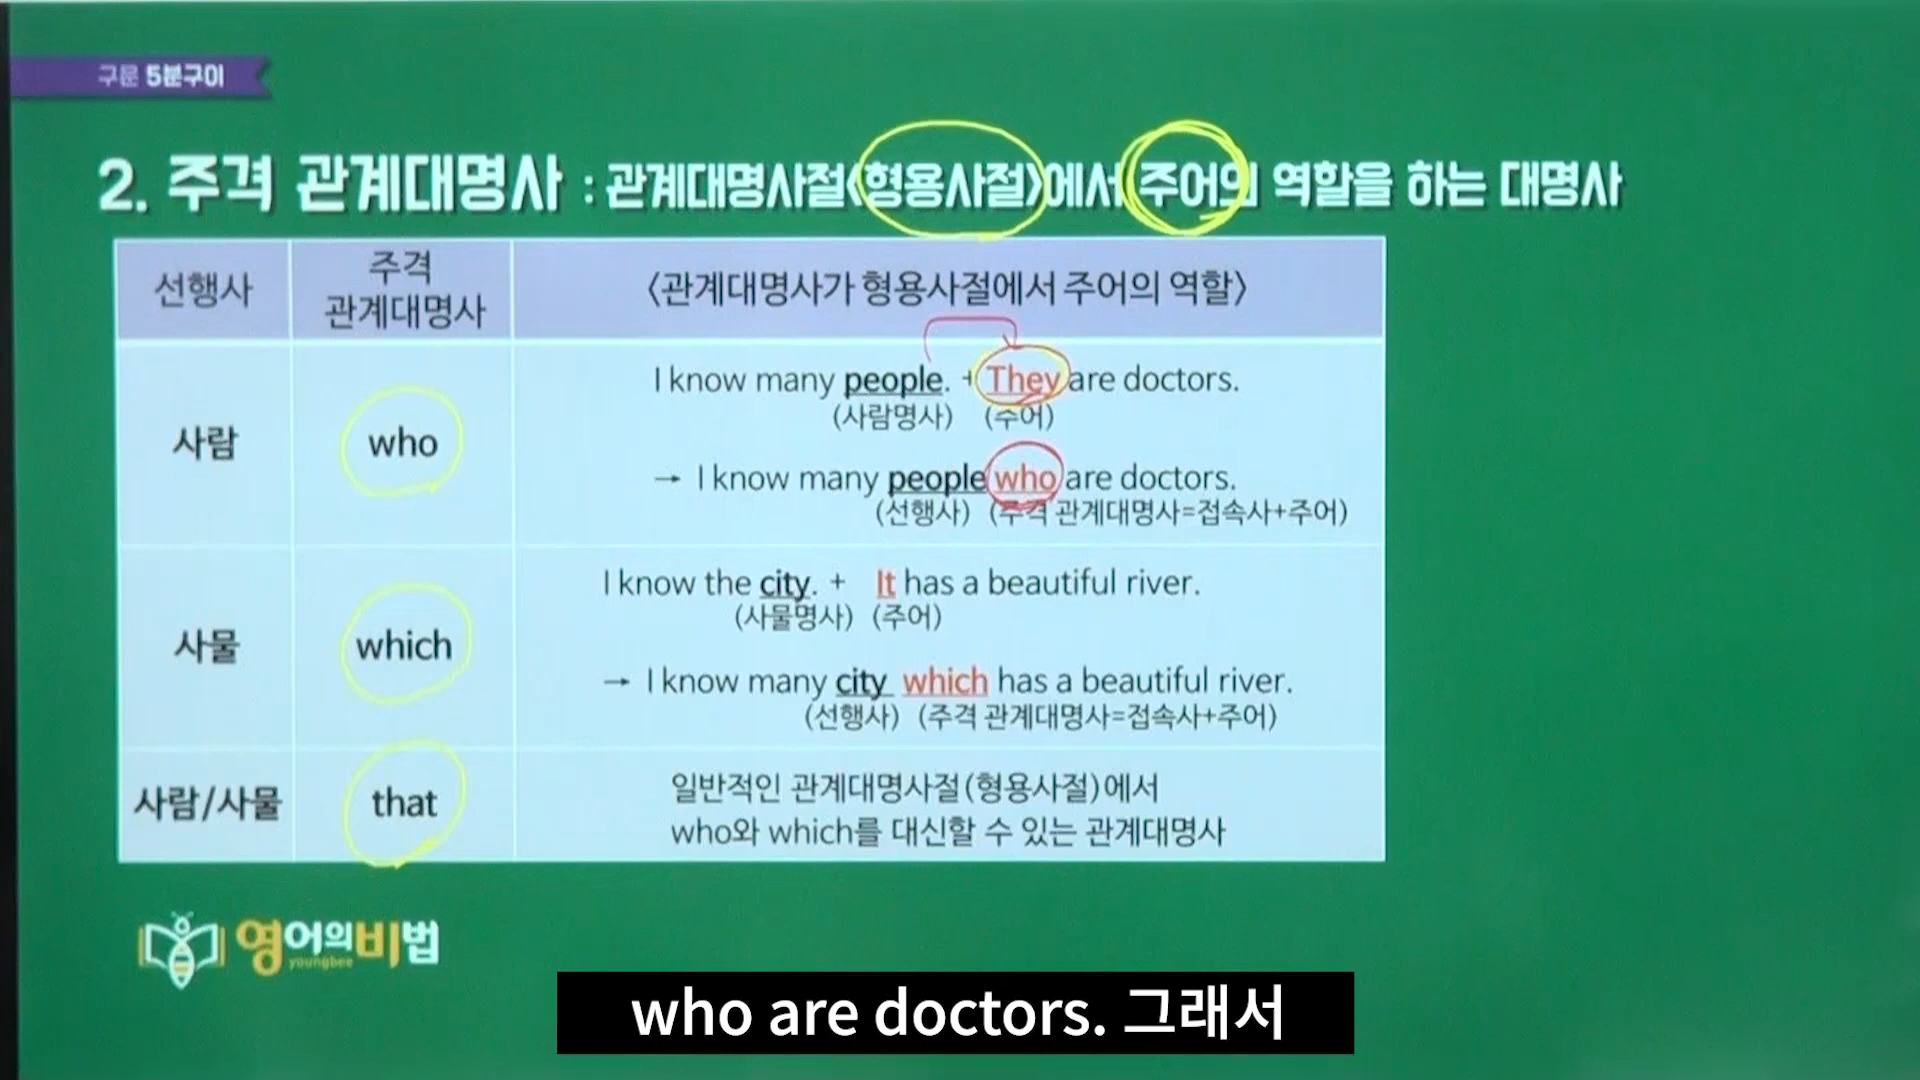 구문 5분구이
2. 주격 관계대명사 : 관계대명사절<형용사절>에서 주어의 역할을 하는 대명사
선행사
주격
관계대명사
<관계대명사가 형용사절에서 주어의 역할>
사람
who
I know many people. + They are doctors.
(사람명사) (주어)
→ I know many people who are doctors.
(선행사) (주격 관계대명사=접속사+주어)
사물
which
I know the city. + It has a beautiful river.
(사물명사) (주어)
→ I know many city which has a beautiful river.
(선행사) (주격 관계대명사=접속사+주어)
사람/사물
that
일반적인 관계대명사절(형용사절)에서
who와 which를 대신할 수 있는 관계대명사
영어의비법
youngbee
who are doctors. 그래서